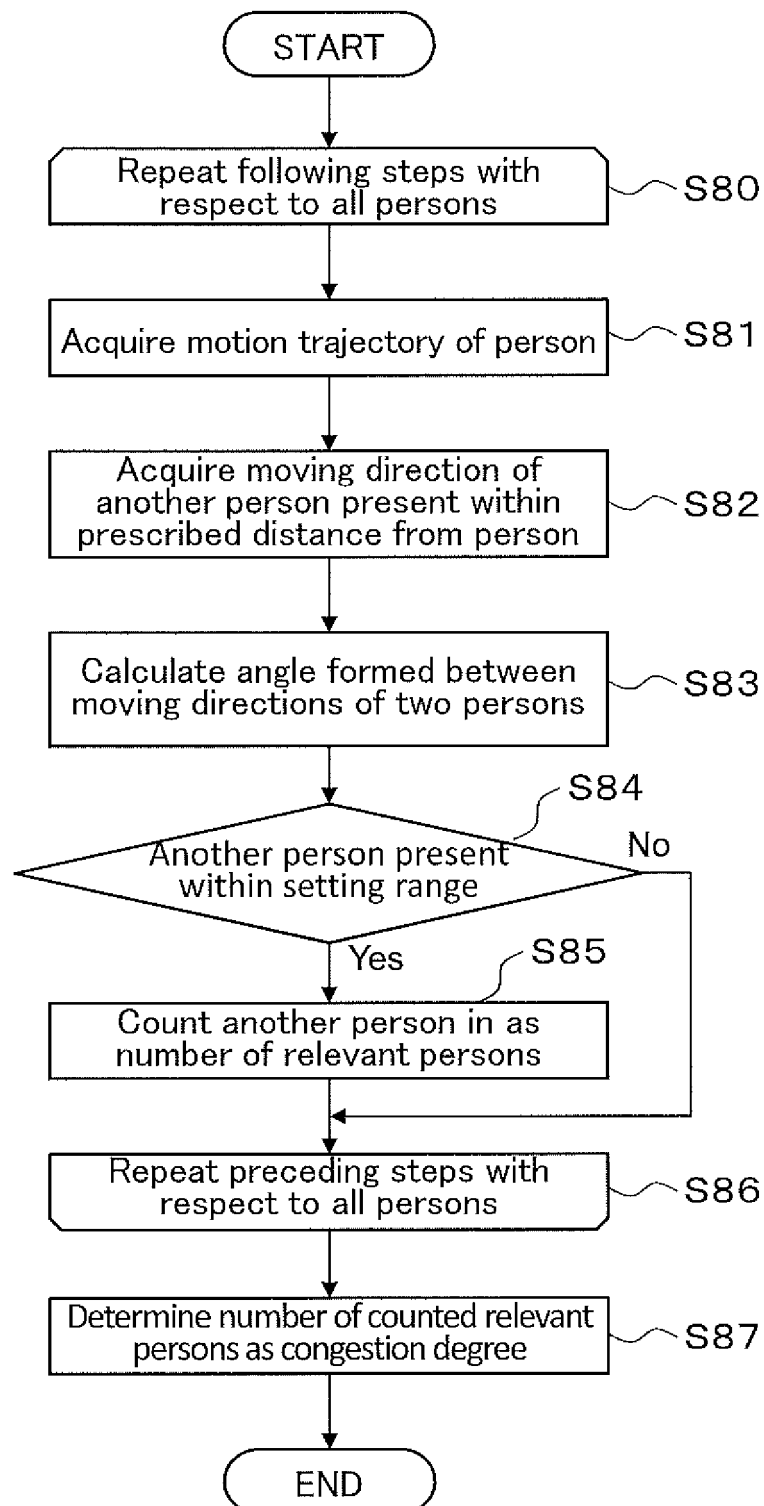 START
Repeat following steps with
respect to all persons
S80
Acquire motion trajectory of person
S81
Acquire moving direction of
another person present within
prescribed distance from person
S82
Calculate angle formed between
moving directions of two persons
S83
S84
Another person present
within setting range
No
Yes
S85
Count another person in as
number of relevant persons
Repeat preceding steps with
respect to all persons
S86
Determine number of counted relevant
persons as congestion degree
S87
END